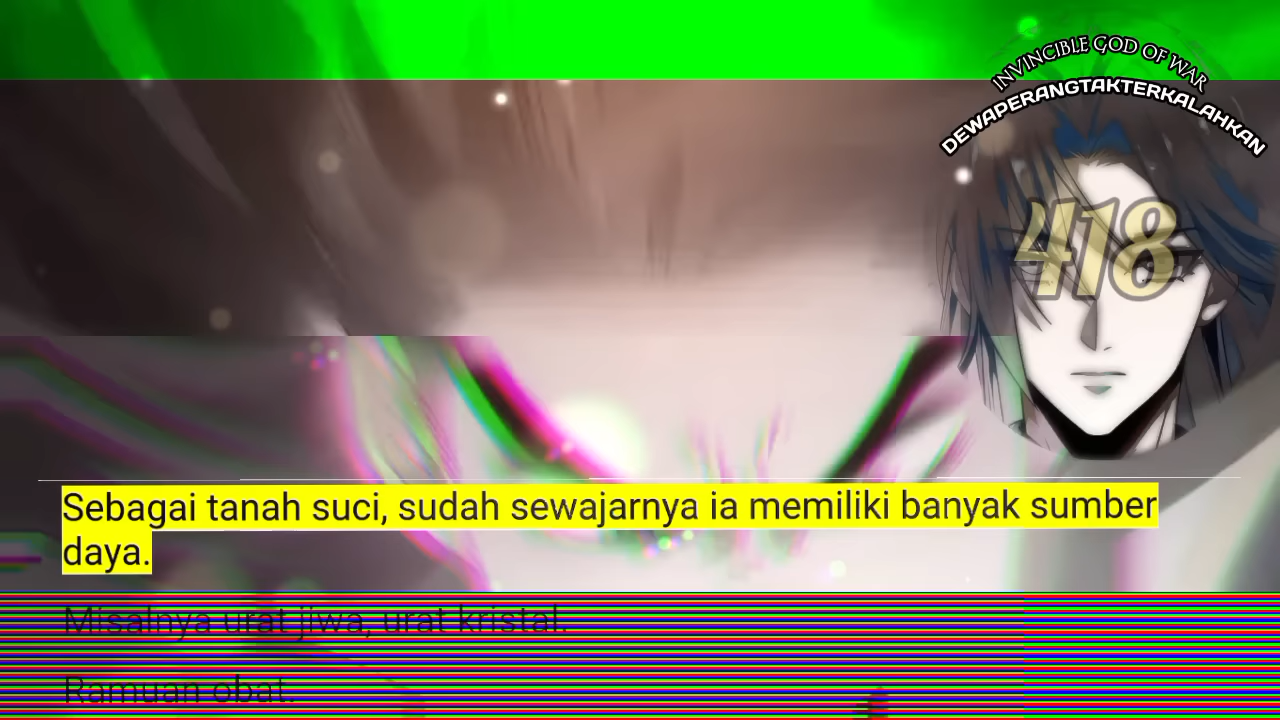 INVINCIBLE GOD OF WAR
DEWAPERANGTAKTERKALAHKAN
418
Sebagai tanah suci, sudah sewajarnya ia memiliki banyak sumber
daya.
Misalnya urat jiwa, urat kristal.
Ramuan obat.